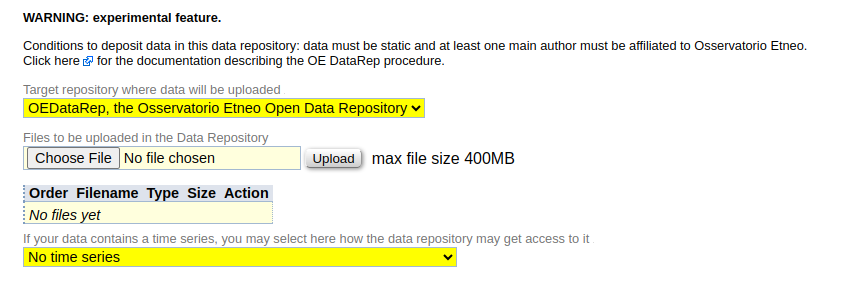 WARNING: experimental feature.
Conditions to deposit data in this data repository: data must be static and at least one main author must be affiliated to Osservatorio Etneo.
Click here for the documentation describing the OE DataRep procedure.
Target repository where data will be uploaded
OEDataRep, the Osservatorio Etneo Open Data Repository
Files to be uploaded in the Data Repository
Choose File No file chosen Upload max file size 400MB
Order Filename Type Size Action
No files yet
If your data contains a time series, you may select here how the data repository may get access to it
No time series